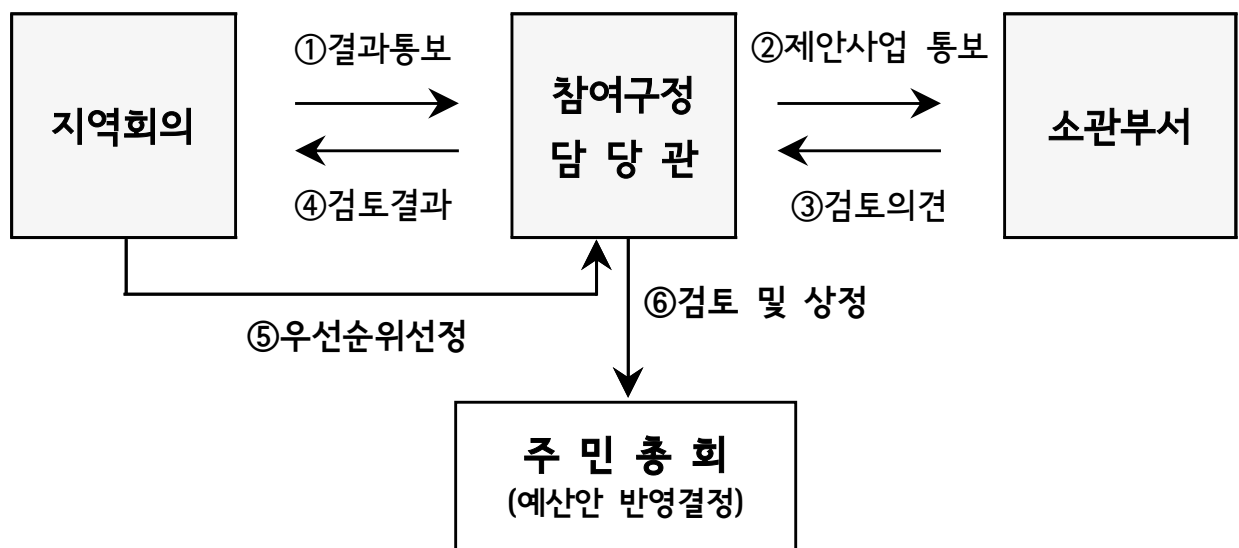 ①결과통보
②제안사업 통보
지역회의
참여구정
담 당 관
소관부서
④검토결과
③검토의견
⑤우선순위선정
⑥검토 및 상정
주 민 총 회
(예산안 반영결정)